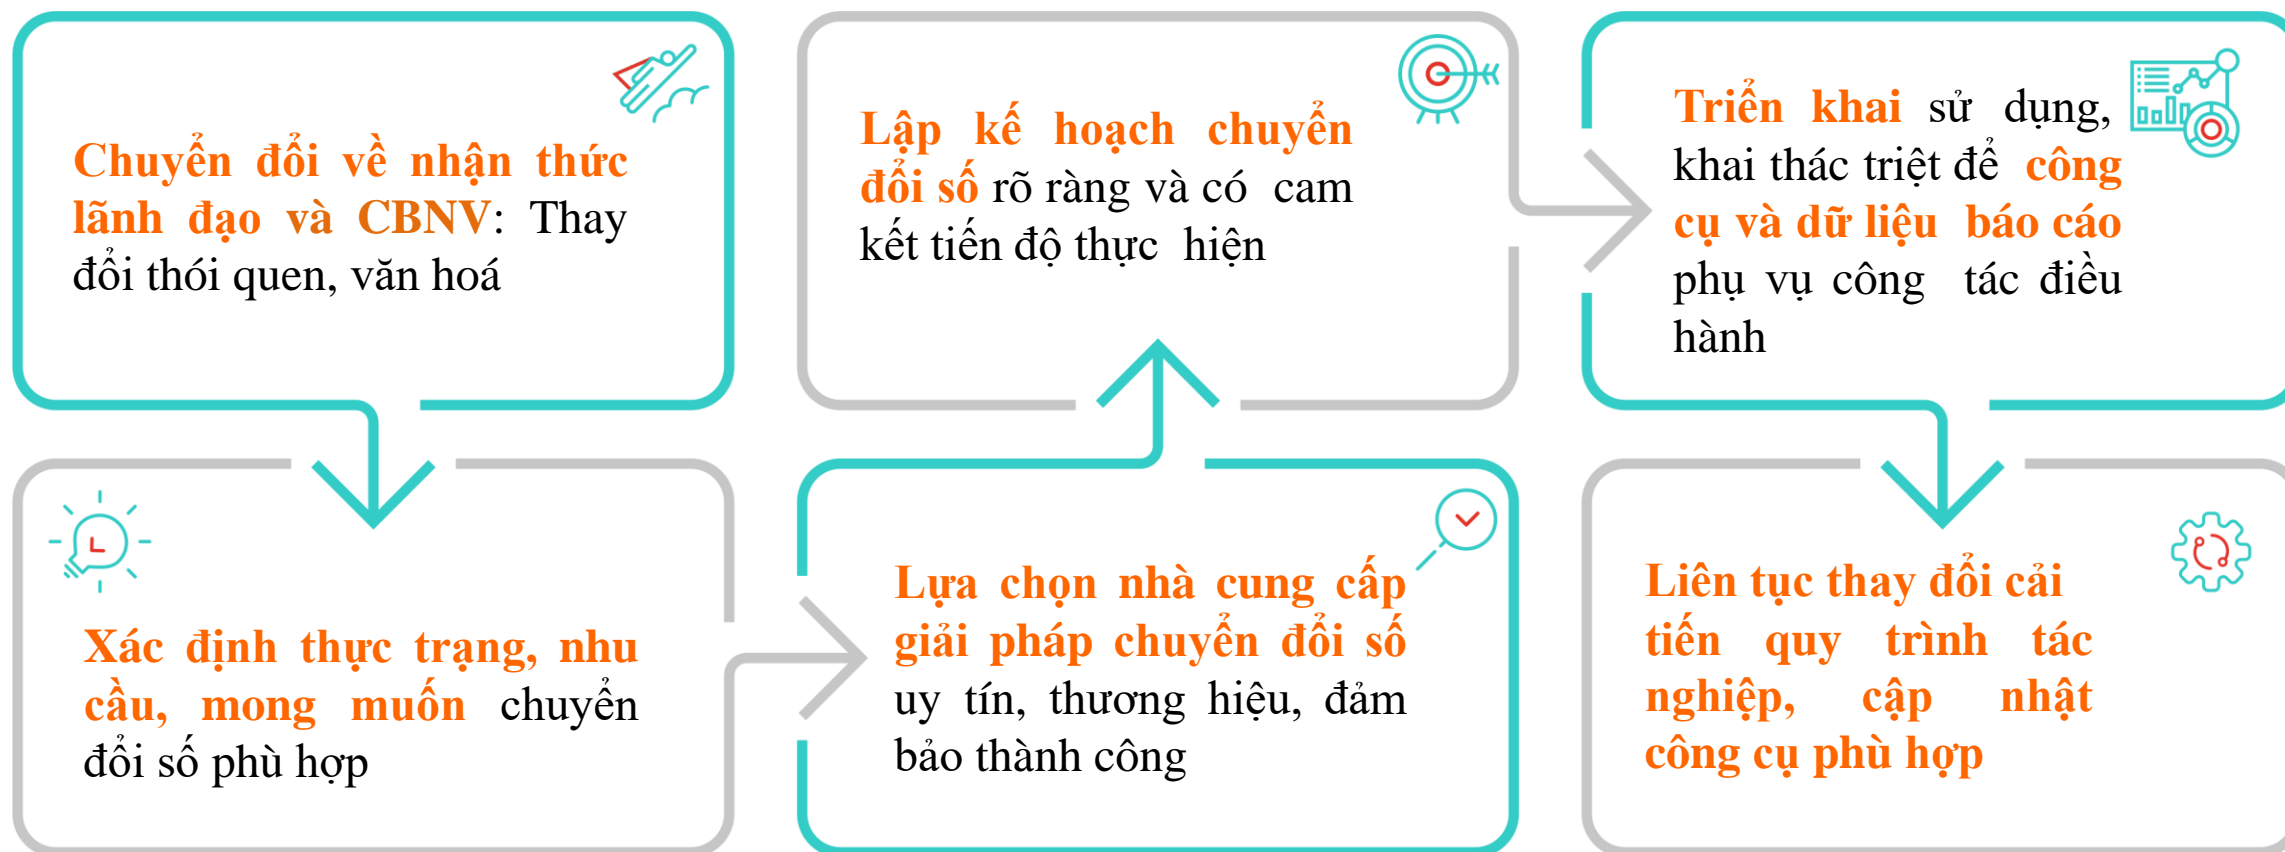 Chuyển đổi về nhận thức
lãnh đạo và CBNV: Thay
đổi thói quen, văn hoá
Xác định thực trạng, nhu
cầu, mong muốn chuyển
đổi số phù hợp
Lựa chọn nhà cung cấp
giải pháp chuyển đổi số
uy tín, thương hiệu, đảm
bảo thành công
Lập kế hoạch chuyển
đổi số rõ ràng và có cam
kết tiến độ thực hiện
Triển khai sử dụng,
khai thác triệt để công
cụ và dữ liệu báo cáo
phụ vụ công tác điều
hành
Liên tục thay đổi cải
tiến quy trình tác
nghiệp, cập nhật
công cụ phù hợp